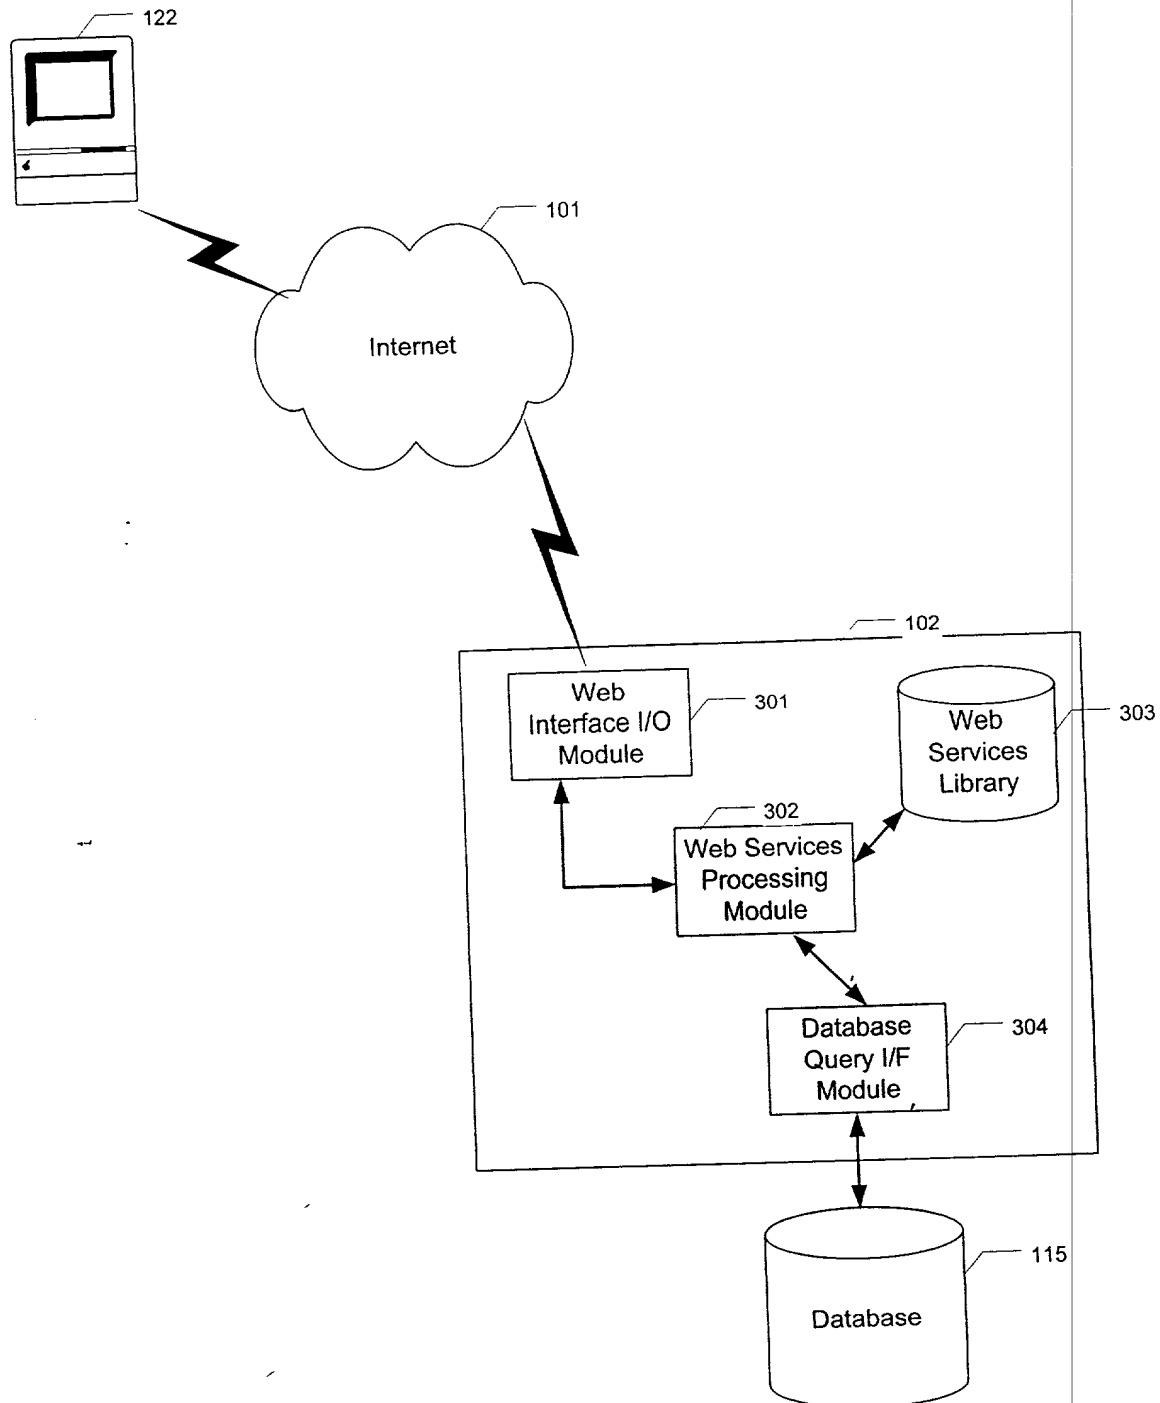 122
101
Internet
102
Web
Interface I/O
Module
301
Web
Services
Library
303
302
Web Services
Processing
Module
Database
Query I/F
Module
304
115
Database